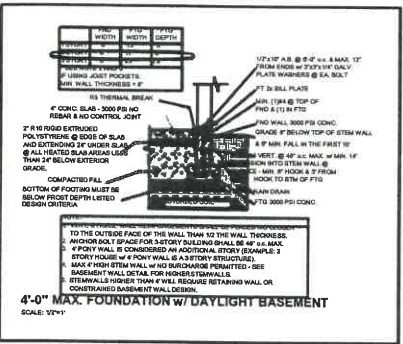 FND WIDTH FTG WIDTH FTG DEPTH
IF USING JOIST POCKETS.
MIN WALL THICKNESS = 8"
R5 THERMAL BREAK
4" CONC. SLAB - 3000 PSI NO
REBAR & NO CONTROL JOINT
2" R10 RIGID EXTRUDED
POLYSTYRENE @ EDGE OF SLAB
AND EXTENDING 24" UNDER SLAB
@ ALL HEATED SLAB AREAS LESS
THAN 24" BELOW EXTERIOR
GRADE.
COMPACTED FILL
BOTTOM OF FOOTING MUST BE
BELOW FROST DEPTH LISTED
DESIGN CRITERIA
1/2"x10" A.B. @ 6'-0" o.c. & MAX. 12"
FROM ENDS w/ 3"x3"x1/4" GALV.
PLATE WASHERS @ EA. BOLT
PT 2x SILL PLATE
MIN. (1)#4 @ TOP OF
FND & (1) IN FTG
FND WALL 3000 PSI CONC.
GRADE 8" BELOW TOP OF STEM WALL
& 6" MIN. FALL IN THE FIRST 10'
VERT. @ 48" o.c. MAX. w/ MIN. 14"
INTO STEM WALL @
- MIN. 6" HOOK & 3" FROM
HOOK TO BTM OF FTG
DRAIN
FTG 3000 PSI CONC.
TO THE OUTSIDE FACE OF THE WALL THAN 1/2 THE WALL THICKNESS.
2. ANCHOR BOLT SPACE FOR 3-STORY BUILDING SHALL BE 48" o.c. MAX.
4' PONY WALL IS CONSIDERED AN ADDITIONAL STORY (EXAMPLE: 2
STORY HOUSE w/ 4' PONY WALL IS A 3 STORY STRUCTURE).
MAX 4' HIGH STEM WALL w/ NO SURCHARGE PERMITTED - SEE
BASEMENT WALL DETAIL FOR HIGHER STEMWALLS.
STEMWALLS HIGHER THAN 4' WILL REQUIRE RETAINING WALL OR
CONSTRAINED BASEMENT WALL DESIGN.
4'-0" MAX. FOUNDATION w/ DAYLIGHT BASEMENT
SCALE: 1/2"=1'